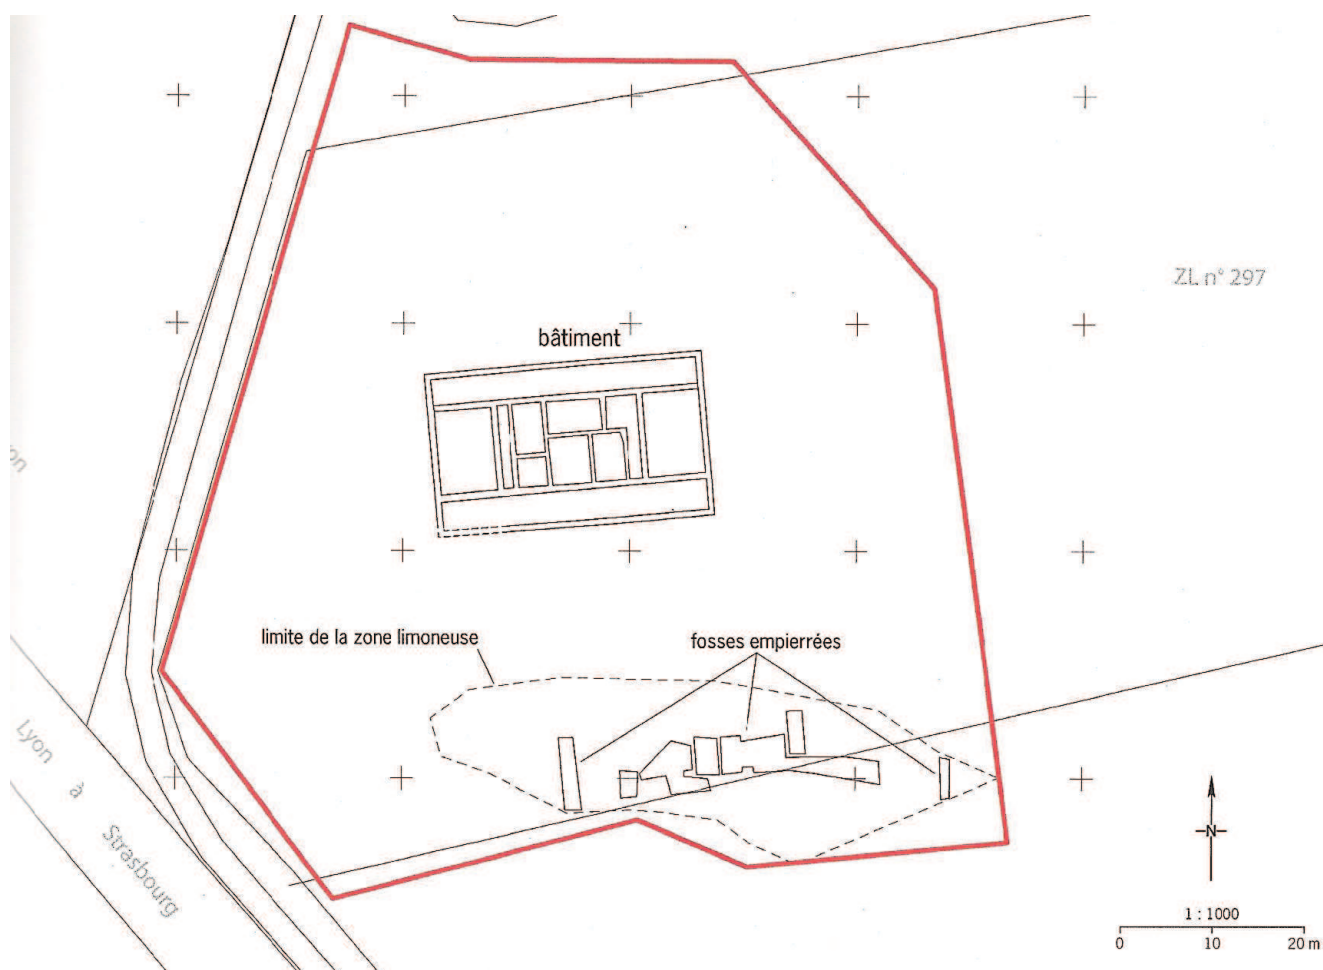 ZL n° 297
bâtiment
limite de la zone limoneuse
fosses empierrées
Lyon
à
Strasbourg
N
1 : 1000
0 10 20 m